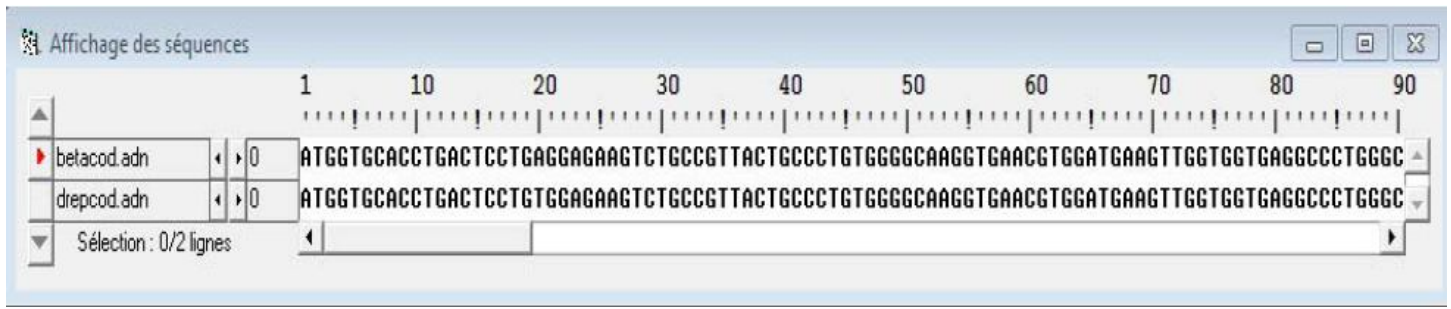 Affichage des séquences
1 10 20 30 40 50 60 70 80 90
betacod.adn 0 ATGGTGCACCTGACTCCTGAGGAGAAGTCTGCCGTTACTGCCCTGTGGGGCAAGGTGAACGTGGATGAAGTTGGTGGTGAGGCCCTGGGC
drepcod.adn 0 ATGGTGCACCTGACTCCTGTGGAGAAGTCTGCCGTTACTGCCCTGTGGGGCAAGGTGAACGTGGATGAAGTTGGTGGTGAGGCCCTGGGC
Sélection : 0/2 lignes